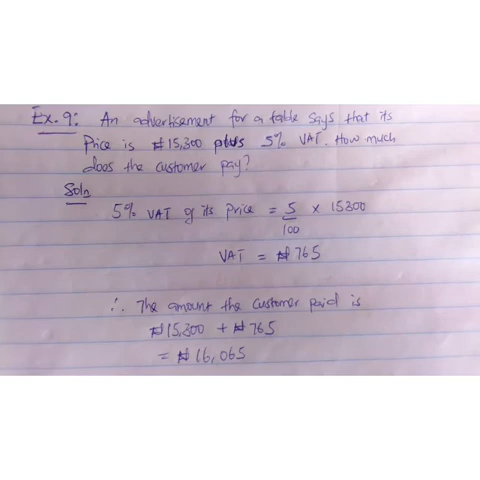 Ex. 9: An advertisement for a table says that its
Price is ₦15,300 plus 5% VAT. How much
does the customer pay?
Soln
5% VAT of its Price = 5/100 × 15300
VAT = ₦765
∴ The amount the customer paid is
₦15,300 + ₦765
= ₦16,065